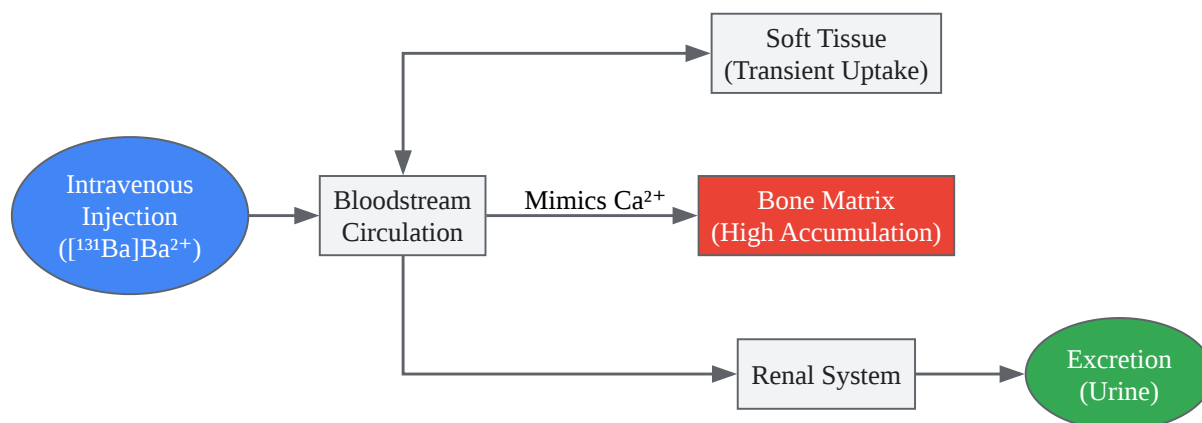 Soft Tissue
(Transient Uptake)
Intravenous
Injection
([¹³¹Ba]Ba²⁺)
Bloodstream
Circulation
Mimics Ca²⁺
Bone Matrix
(High Accumulation)
Renal System
Excretion
(Urine)